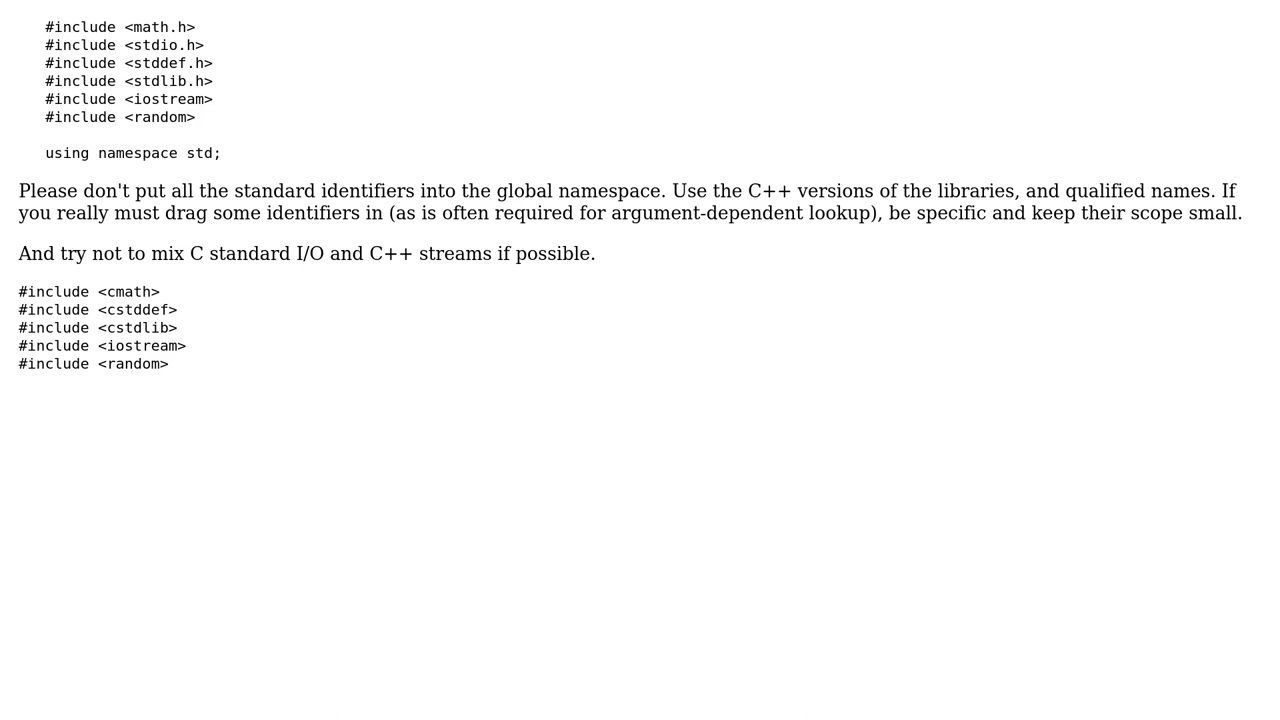 #include <math.h>
#include <stdio.h>
#include <stddef.h>
#include <stdlib.h>
#include <iostream>
#include <random>
using namespace std;
Please don't put all the standard identifiers into the global namespace. Use the C++ versions of the libraries, and qualified names. If
you really must drag some identifiers in (as is often required for argument-dependent lookup), be specific and keep their scope small.
And try not to mix C standard I/O and C++ streams if possible.
#include <cmath>
#include <cstddef>
#include <cstdlib>
#include <iostream>
#include <random>